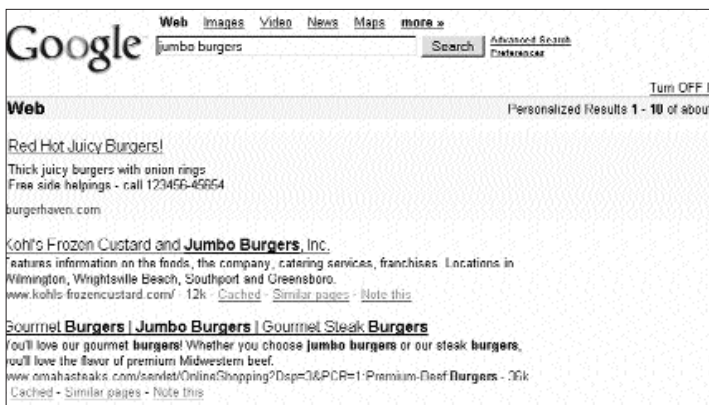 Web Images Video News Maps more »
Google
jumbo burgers Search Advanced Search
Preferences
Turn OFF
Web Personalized Results 1 - 10 of about
Red Hot Juicy Burgers!
Thick juicy burgers with onion rings
Free side helpings - call 123456-45654
burgerhaven.com
Kohl's Frozen Custard and Jumbo Burgers, Inc.
Features information on the foods, the company, catering services, franchises. Locations in
Wilmington, Wrightsville Beach, Southport and Greensboro.
www.kohls-frozencustard.com/ - 12k - Cached - Similar pages - Note this
Gourmet Burgers | Jumbo Burgers | Gourmet Steak Burgers
You'll love our gourmet burgers! Whether you choose jumbo burgers or our steak burgers,
you'll love the flavor of premium Midwestern beef.
www.omahasteaks.com/servlet/OnlineShopping?Dsp=3&PCR=1:Premium-Beef Burgers - 36k
Cached - Similar pages - Note this